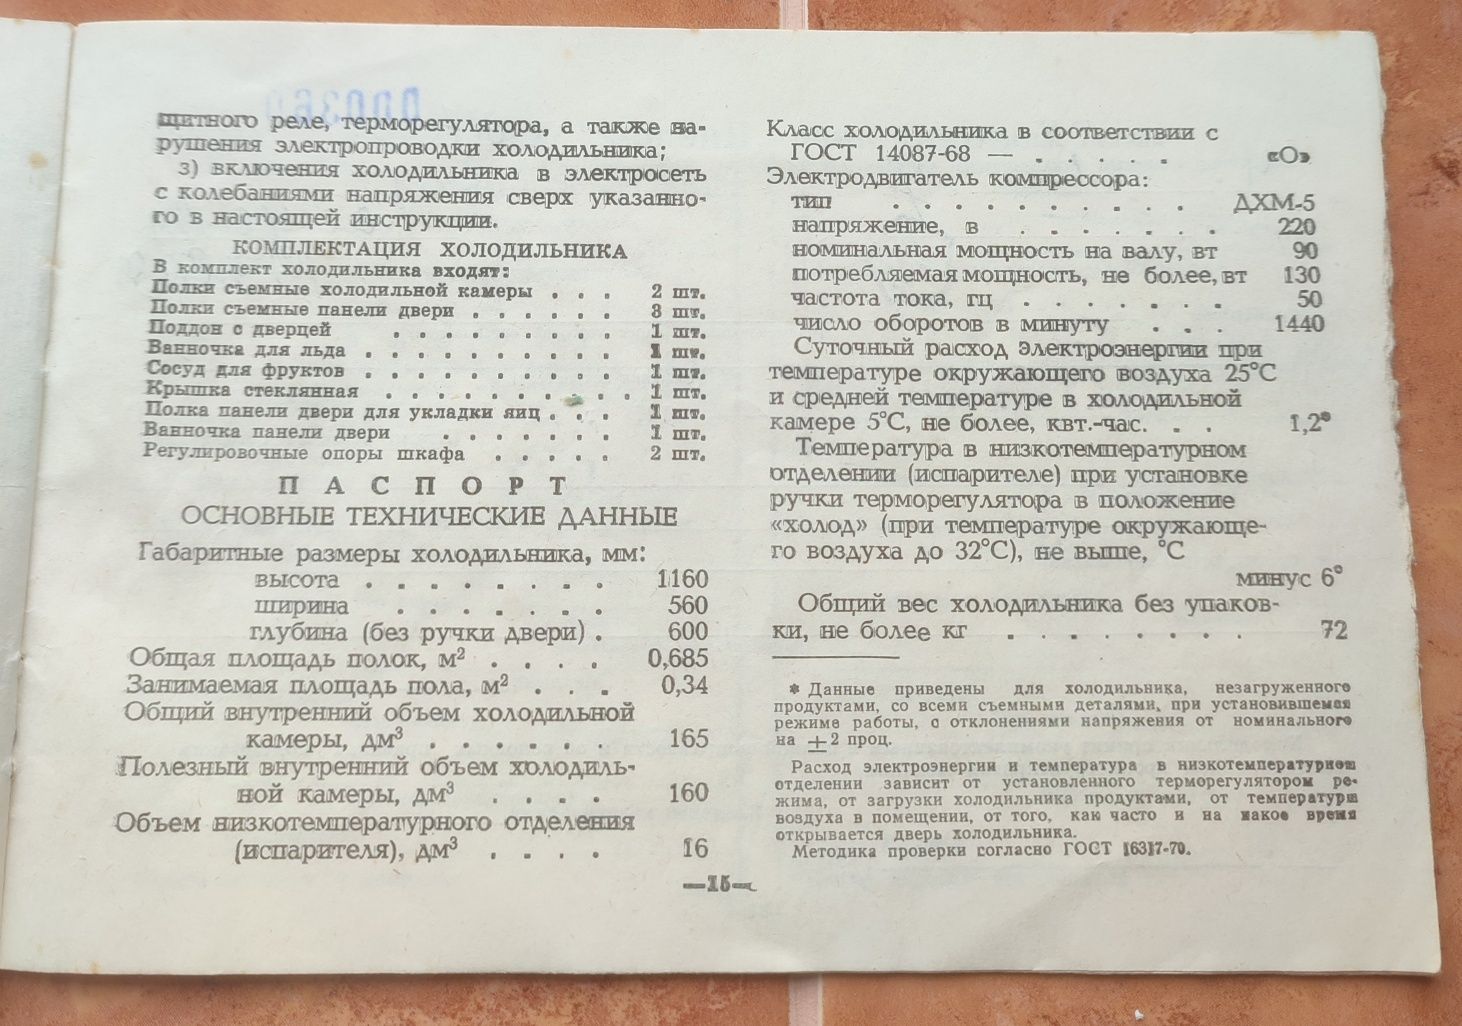 щитного реле, терморегулятора, а также на-
рушения электропроводки холодильника;
з) включения холодильника в электросеть
с колебаниями напряжения сверх указанно-
го в настоящей инструкции.
КОМПЛЕКТАЦИЯ ХОЛОДИЛЬНИКА
В комплект холодильника входят:
Полки съемные холодильной камеры . . . 2 шт.
Полки съемные панели двери . . . . . . 3 шт.
Поддон с дверцей . . . . . . . . . 1 шт.
Ванночка для льда . . . . . . . . . . 1 шт.
Сосуд для фруктов . . . . . . . . . . 1 шт.
Крышка стеклянная . . . . . . . . . . 1 шт.
Полка панели двери для укладки яиц . . . 1 шт.
Ванночка панели двери . . . . . . . 1 шт.
Регулировочные опоры шкафа . . . . . 2 шт.
ПАСПОРТ
ОСНОВНЫЕ ТЕХНИЧЕСКИЕ ДАННЫЕ
Габаритные размеры холодильника, мм:
высота . . . . . . . . . 1160
ширина . . . . . . . 560
глубина (без ручки двери) . 600
Общая площадь полок, м² . . . . . 0,685
Занимаемая площадь пола, м² . . . 0,34
Общий внутренний объем холодильной
камеры, дм³ . . . . . . . 165
Полезный внутренний объем холодиль-
ной камеры, дм³ . . . . 160
Объем низкотемпературного отделения
(испарителя), дм³ . . . . 16
Класс холодильника в соответствии с
ГОСТ 14087-68 — . . . . . «О»
Электродвигатель компрессора:
тип . . . . . . . . . . ДХМ-5
напряжение, в . . . . . . . 220
номинальная мощность на валу, вт 90
потребляемая мощность, не более, вт 130
частота тока, гц . . . . . . . 50
число оборотов в минуту . . . 1440
Суточный расход электроэнергии при
температуре окружающего воздуха 25°С
и средней температуре в холодильной
камере 5°С, не более, квт.-час. . . 1,2*
Температура в низкотемпературном
отделении (испарителе) при установке
ручки терморегулятора в положение
«холод» (при температуре окружающе-
го воздуха до 32°С), не выше, °С
минус 6°
Общий вес холодильника без упаков-
ки, не более кг . . . . . . . . 72
* Данные приведены для холодильника, незагруженного
продуктами, со всеми съемными деталями, при установившемся
режиме работы, с отклонениями напряжения от номинального
на ± 2 проц.
Расход электроэнергии и температура в низкотемпературном
отделении зависит от установленного терморегулятором ре-
жима, от загрузки холодильника продуктами, от температуры
воздуха в помещении, от того, как часто и на какое время
открывается дверь холодильника.
Методика проверки согласно ГОСТ 16317-70.
—15—